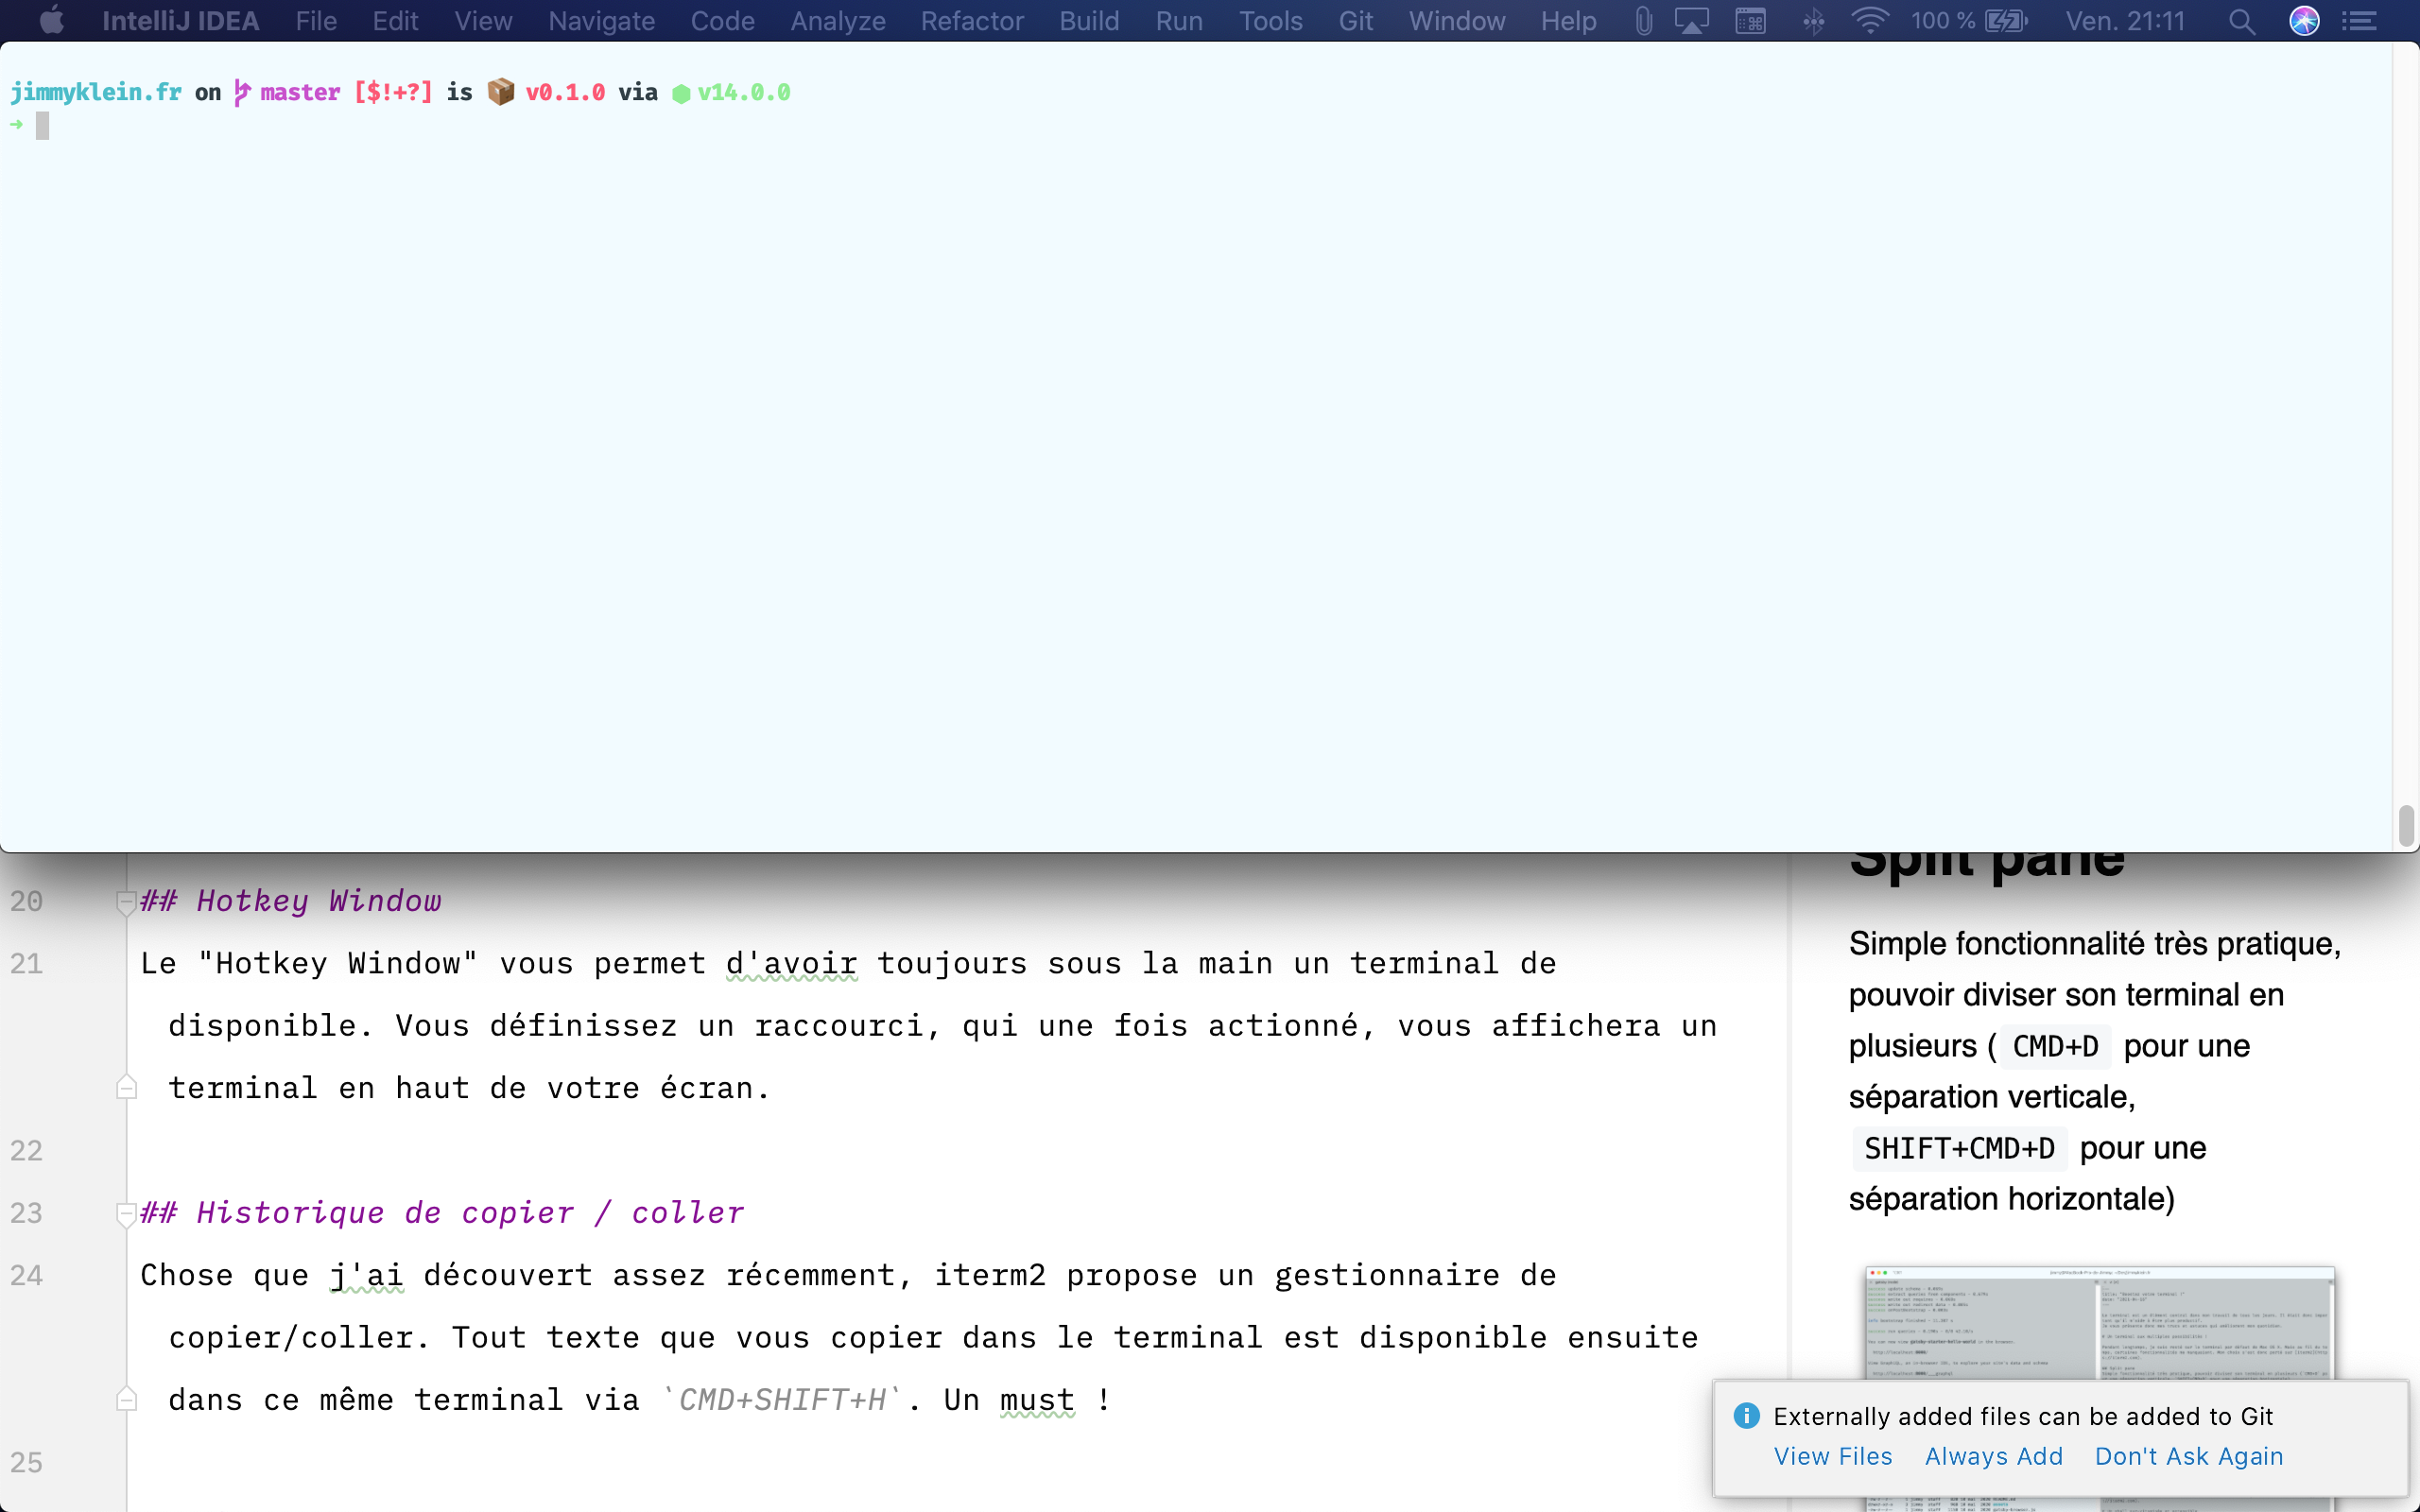 IntelliJ IDEA File Edit View Navigate Code Analyze Refactor Build Run Tools Git Window Help 100 % Ven. 21:11
jimmyklein.fr on master [$!+?] is 📦 v0.1.0 via ⬢ v14.0.0
➜
20 ## Hotkey Window
21 Le "Hotkey Window" vous permet d'avoir toujours sous la main un terminal de
disponible. Vous définissez un raccourci, qui une fois actionné, vous affichera un
terminal en haut de votre écran.
22
23 ## Historique de copier / coller
24 Chose que j'ai découvert assez récemment, iterm2 propose un gestionnaire de
copier/coller. Tout texte que vous copier dans le terminal est disponible ensuite
dans ce même terminal via `CMD+SHIFT+H`. Un must !
25
Split pane
Simple fonctionnalité très pratique,
pouvoir diviser son terminal en
plusieurs ( CMD+D pour une
séparation verticale,
SHIFT+CMD+D pour une
séparation horizontale)
Externally added files can be added to Git
View Files Always Add Don't Ask Again